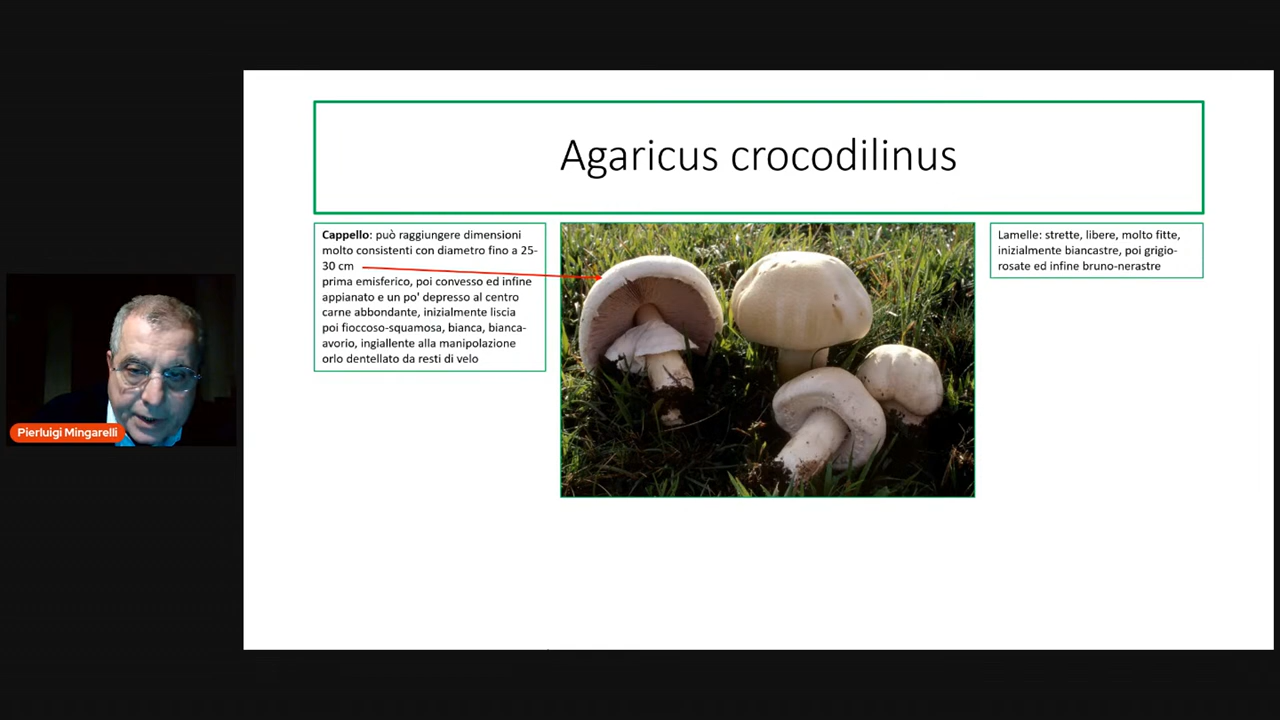 Agaricus crocodilinus
Cappello: può raggiungere dimensioni
molto consistenti con diametro fino a 25-
30 cm
prima emisferico, poi convesso ed infine
appianato e un po' depresso al centro
carne abbondante, inizialmente liscia
poi fioccoso-squamosa, bianca, bianca-
avorio, ingiallente alla manipolazione
orlo dentellato da resti di velo
Lamelle: strette, libere, molto fitte,
inizialmente biancastre, poi grigio-
rosate ed infine bruno-nerastre
Pierluigi Mingarelli